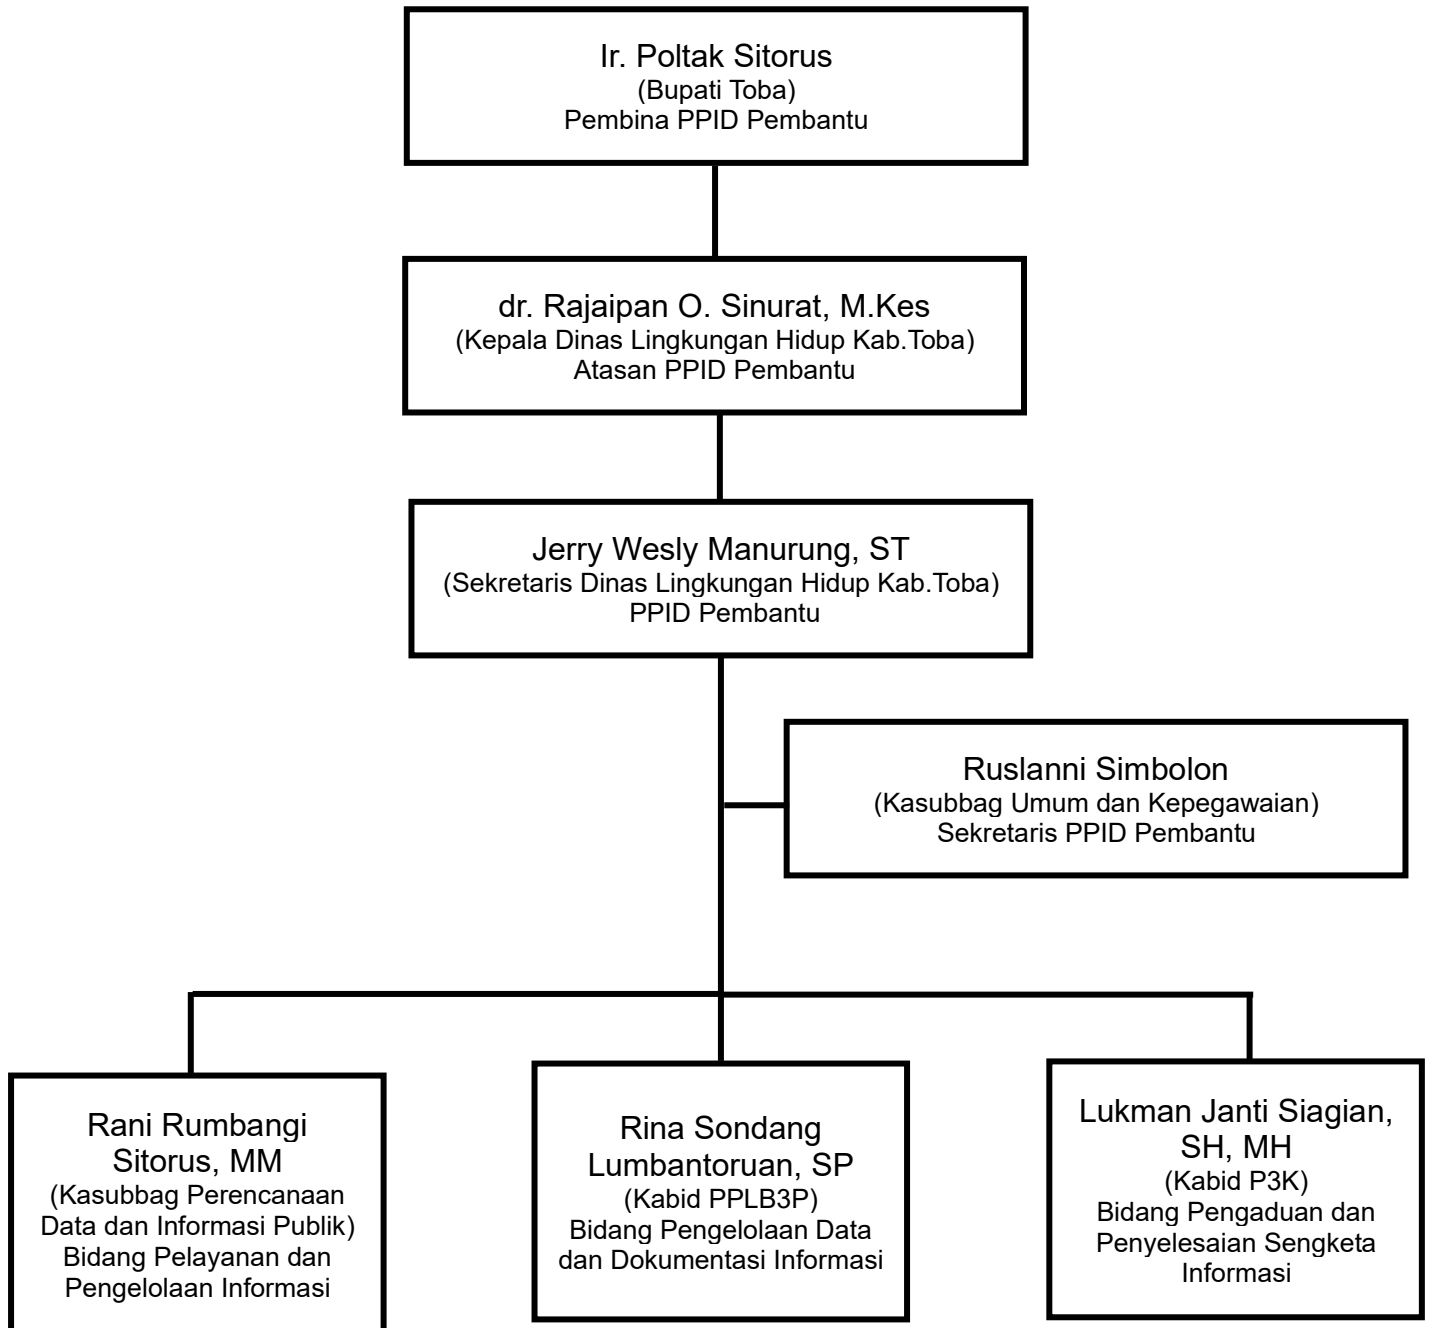 Ir. Poltak Sitorus
(Bupati Toba)
Pembina PPID Pembantu
dr. Rajaipan O. Sinurat, M.Kes
(Kepala Dinas Lingkungan Hidup Kab.Toba)
Atasan PPID Pembantu
Jerry Wesly Manurung, ST
(Sekretaris Dinas Lingkungan Hidup Kab.Toba)
PPID Pembantu
Ruslanni Simbolon
(Kasubbag Umum dan Kepegawaian)
Sekretaris PPID Pembantu
Rani Rumbangi
Sitorus, MM
(Kasubbag Perencanaan
Data dan Informasi Publik)
Bidang Pelayanan dan
Pengelolaan Informasi
Rina Sondang
Lumbantoruan, SP
(Kabid PPLB3P)
Bidang Pengelolaan Data
dan Dokumentasi Informasi
Lukman Janti Siagian,
SH, MH
(Kabid P3K)
Bidang Pengaduan dan
Penyelesaian Sengketa
Informasi